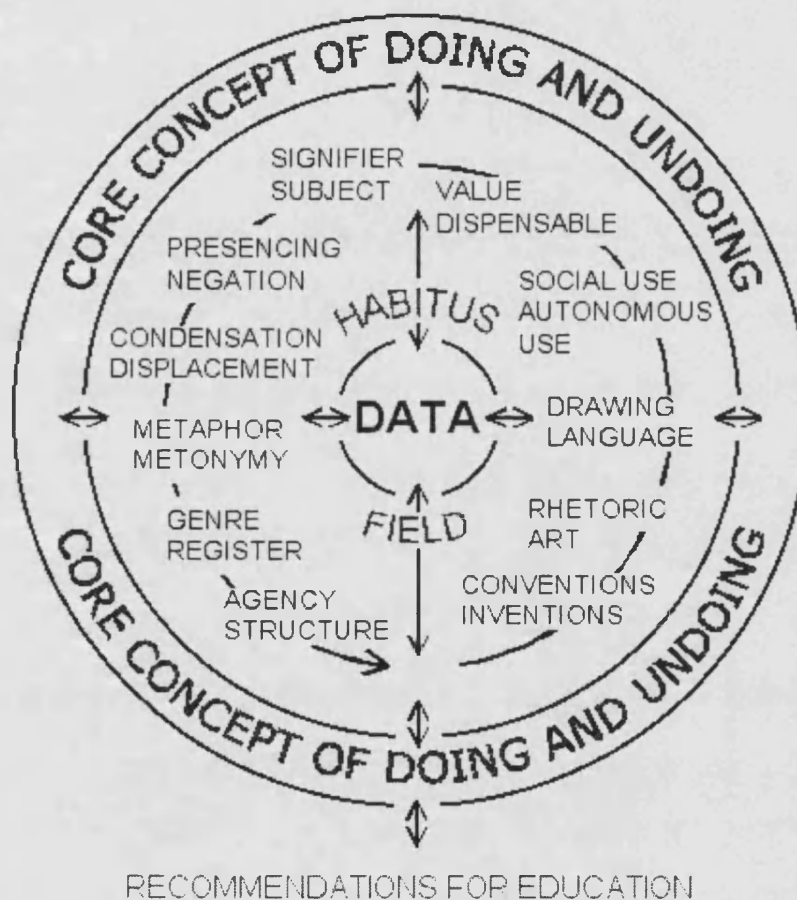 CORE CONCEPT OF DOING AND UNDOING
SIGNIFIER
SUBJECT
VALUE
DISPENSABLE
PRESENCING
NEGATION
SOCIAL USE
AUTONOMOUS
USE
HABITUS
CONDENSATION
DISPLACEMENT
DATA
DRAWING
LANGUAGE
METAPHOR
METONYMY
FIELD
RHETORIC
ART
GENRE
REGISTER
CONVENTIONS
INVENTIONS
AGENCY
STRUCTURE
CORE CONCEPT OF DOING AND UNDOING
RECOMMENDATIONS FOR EDUCATION